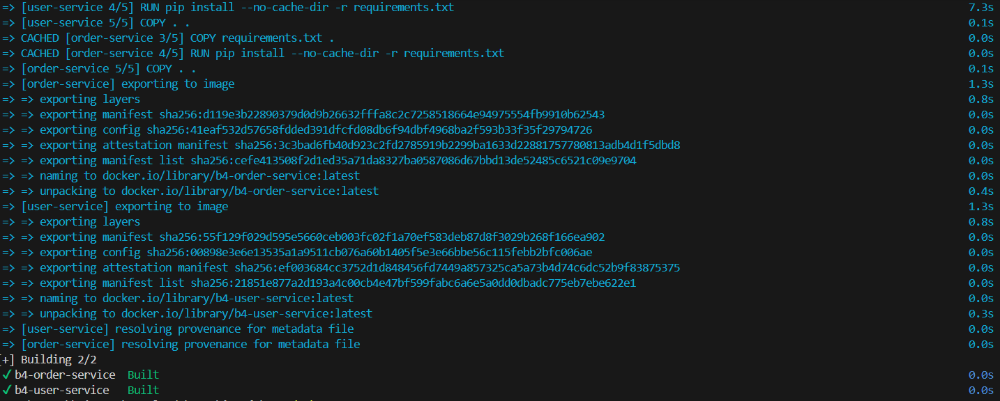 => [user-service 4/5] RUN pip install --no-cache-dir -r requirements.txt 7.3s
=> [user-service 5/5] COPY . . 0.1s
=> CACHED [order-service 3/5] COPY requirements.txt . 0.0s
=> CACHED [order-service 4/5] RUN pip install --no-cache-dir -r requirements.txt 0.0s
=> [order-service 5/5] COPY . . 0.1s
=> [order-service] exporting to image 1.3s
=> => exporting layers 0.8s
=> => exporting manifest sha256:d119e3b22890379d0d9b26632fffa8c2c7258518664e94975554fb9910b62543 0.0s
=> => exporting config sha256:41eaf532d57658fdded391dfcfd08db6f94dbf4968ba2f593b33f35f29794726 0.0s
=> => exporting attestation manifest sha256:3c3bad6fb40d923c2fd2785919b2299ba1633d22881757780813adb4d1f5dbd8 0.0s
=> => exporting manifest list sha256:cefe413508f2d1ed35a71da8327ba0587086d67bbd13de52485c6521c09e9704 0.0s
=> => naming to docker.io/library/b4-order-service:latest 0.0s
=> => unpacking to docker.io/library/b4-order-service:latest 0.4s
=> [user-service] exporting to image 1.3s
=> => exporting layers 0.8s
=> => exporting manifest sha256:55f129f029d595e5660ceb003fc02f1a70ef583deb87d8f3029b268f166ea902 0.0s
=> => exporting config sha256:00898e3e6e13535a1a9511cb076a60b1405f5e3e66bbe56c115febb2bfc006ae 0.0s
=> => exporting attestation manifest sha256:ef003684cc3752d1d848456fd7449a857325ca5a73b4d74c6dc52b9f83875375 0.0s
=> => exporting manifest list sha256:21851e877a2d193a4c00cb4e47bf599fabc6a6e5a0dd0dbadc775eb7ebe622e1 0.0s
=> => naming to docker.io/library/b4-user-service:latest 0.0s
=> => unpacking to docker.io/library/b4-user-service:latest 0.3s
=> [user-service] resolving provenance for metadata file 0.0s
=> [order-service] resolving provenance for metadata file 0.0s
[+] Building 2/2
✓ b4-order-service Built 0.0s
✓ b4-user-service Built 0.0s